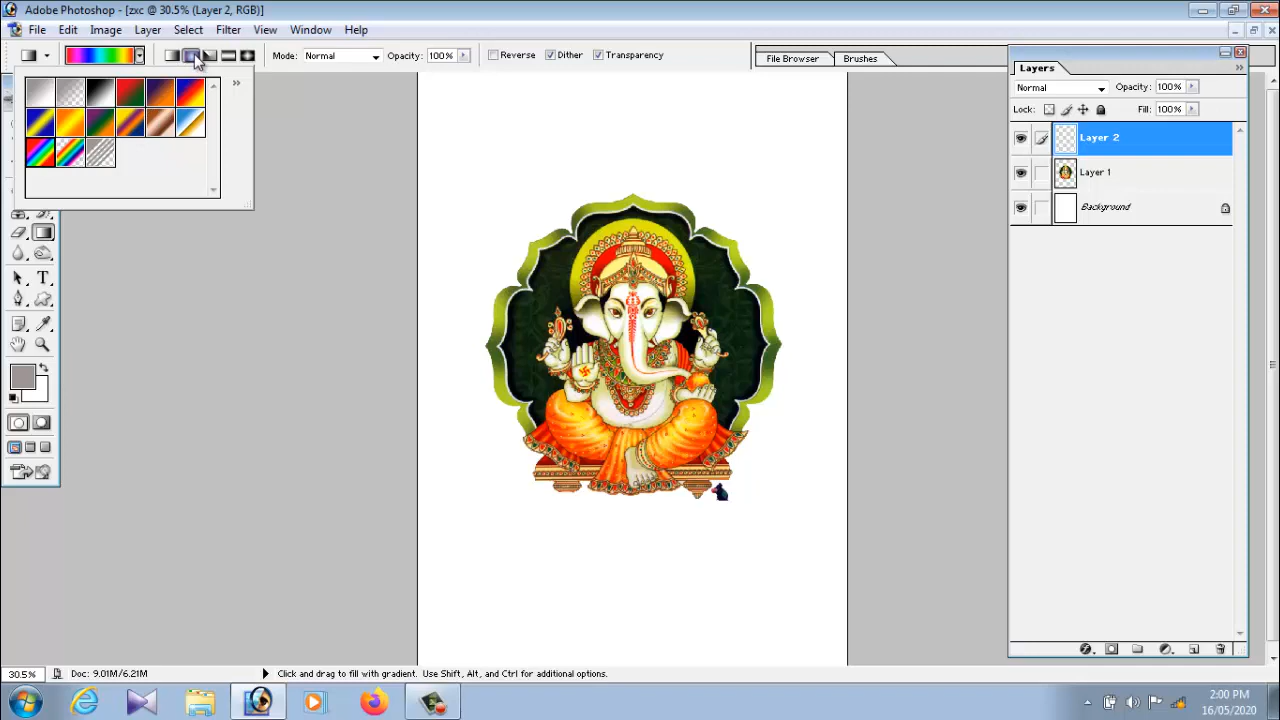 Adobe Photoshop - [zxc @ 30.5% (Layer 2, RGB)]
File Edit Image Layer Select Filter View Window Help
Mode: Normal Opacity: 100% Reverse Dither Transparency
File Browser Brushes
Layers
Normal Opacity: 100%
Lock: Fill: 100%
Layer 2
Layer 1
Background
T
30.5% Doc: 9.01M/6.21M Click and drag to fill with gradient. Use Shift, Alt, and Ctrl for additional options.
2:00 PM
16/05/2020